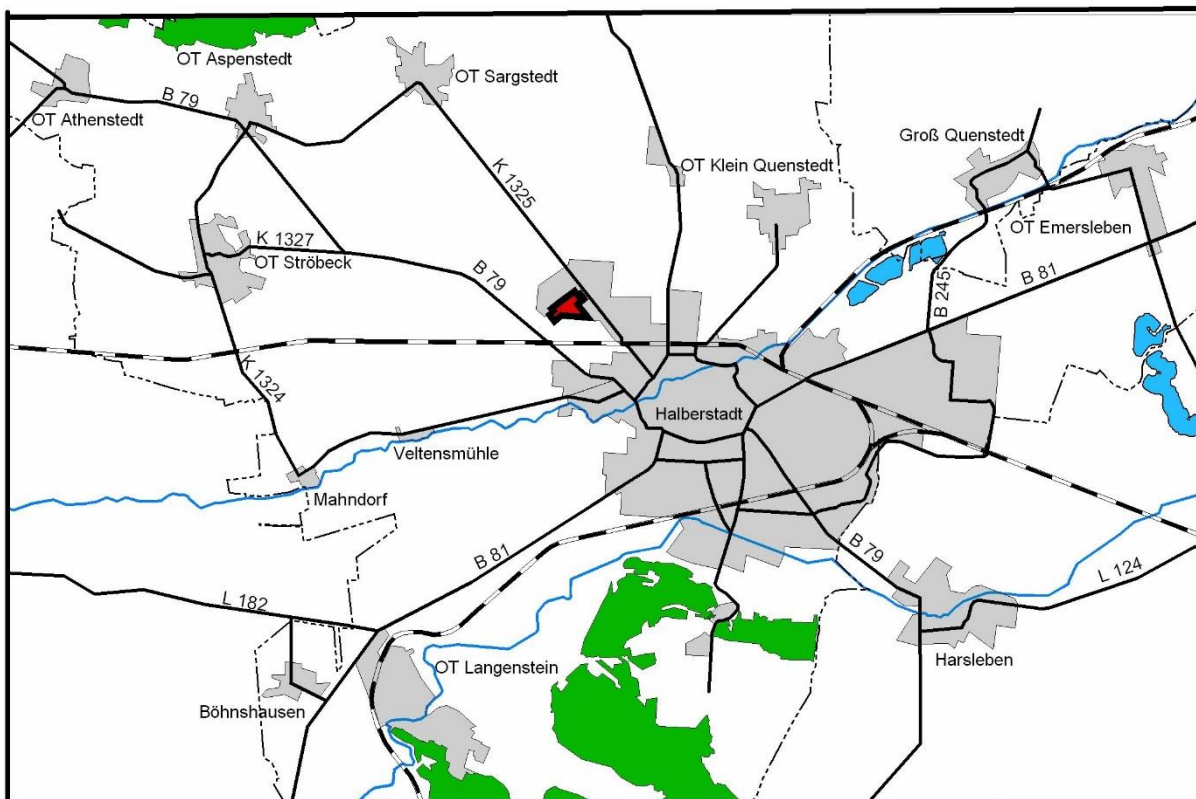 OT Aspenstedt
OT Sargstedt
B 79
OT Athenstedt
Groß Quenstedt
OT Klein Quenstedt
K 1325
K 1327
OT Ströbeck
OT Emersleben
B 79
B 245
B 81
K 1324
Halberstadt
Veltensmühle
Mahndorf
B 81
B 79
L 124
L 182
OT Langenstein
Harsleben
Böhnshausen